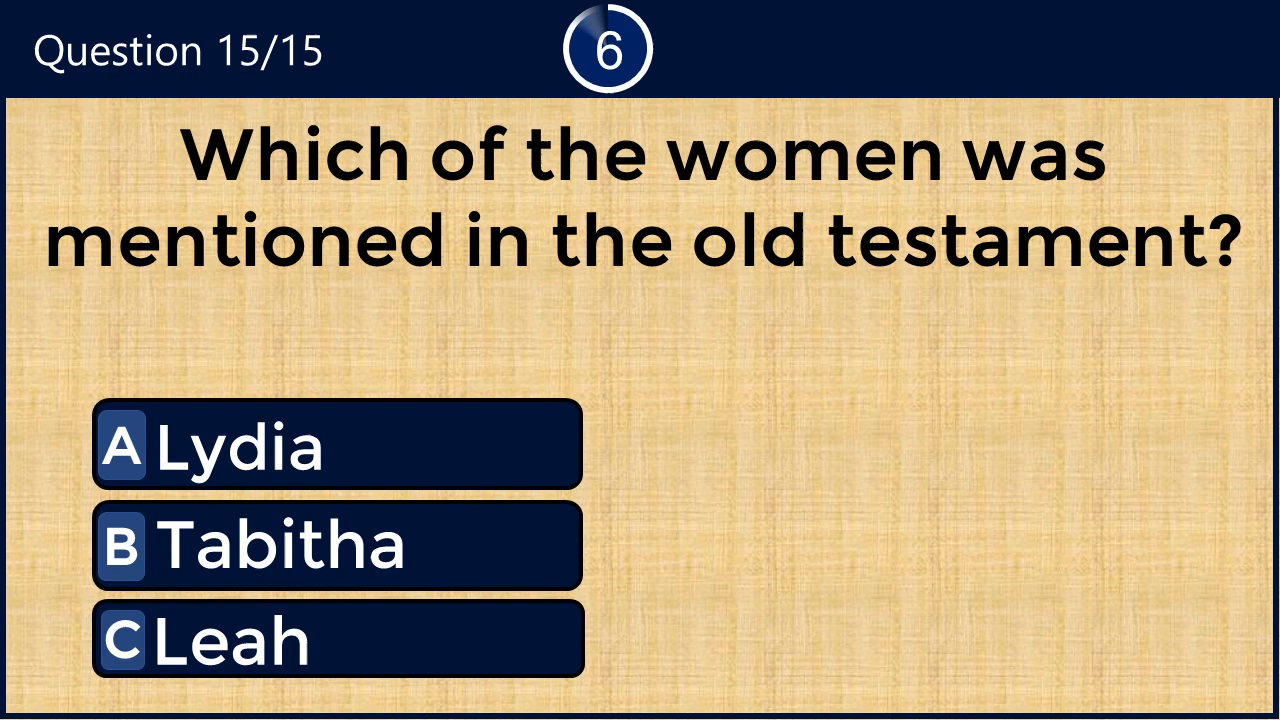 Question 15/15
6
Which of the women was
mentioned in the old testament?
A Lydia
B Tabitha
C Leah